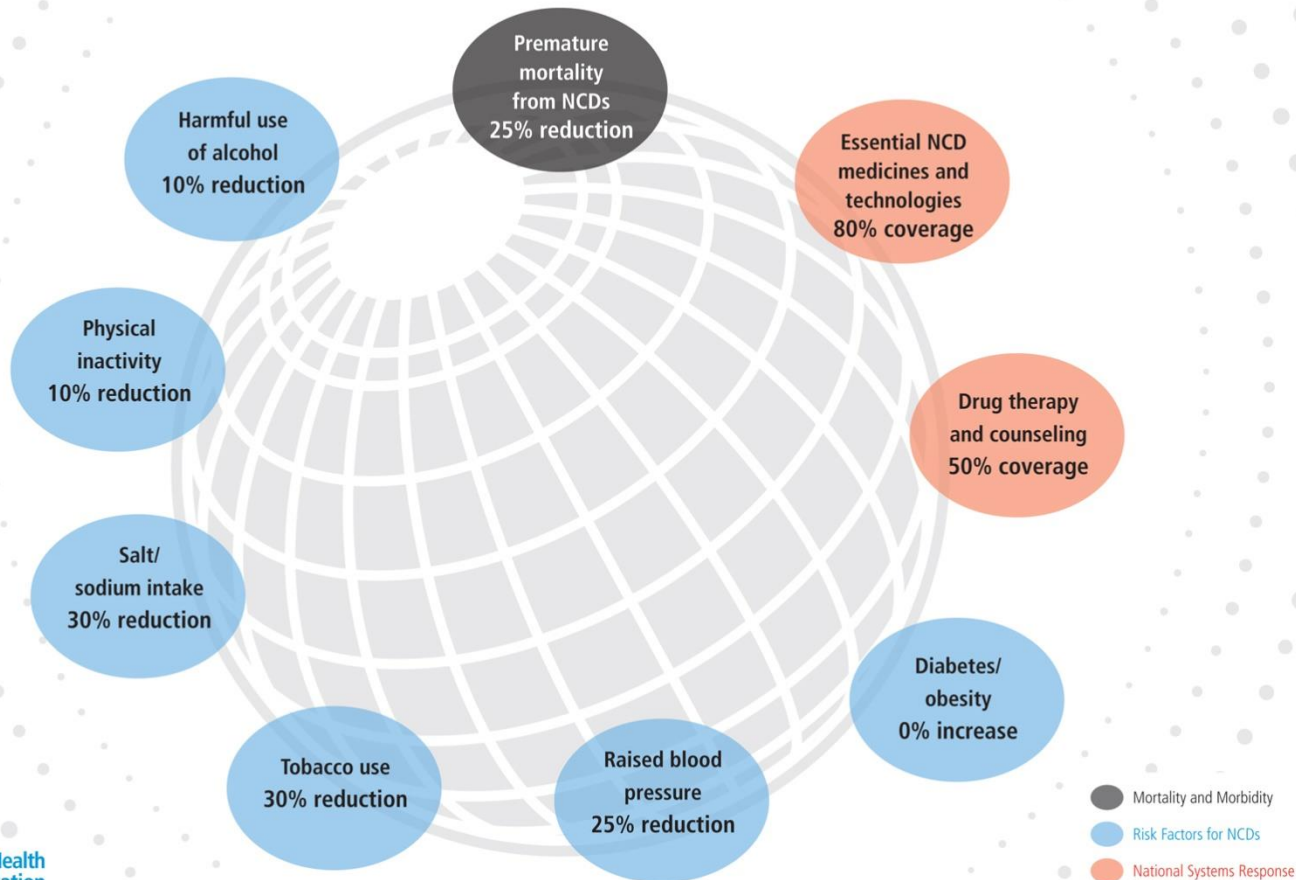 Premature
mortality
from NCDs
25% reduction
Harmful use
of alcohol
10% reduction
Essential NCD
medicines and
technologies
80% coverage
Physical
inactivity
10% reduction
Drug therapy
and counseling
50% coverage
Salt/
sodium intake
30% reduction
Diabetes/
obesity
0% increase
Tobacco use
30% reduction
Raised blood
pressure
25% reduction
Mortality and Morbidity
Risk Factors for NCDs
National Systems Response